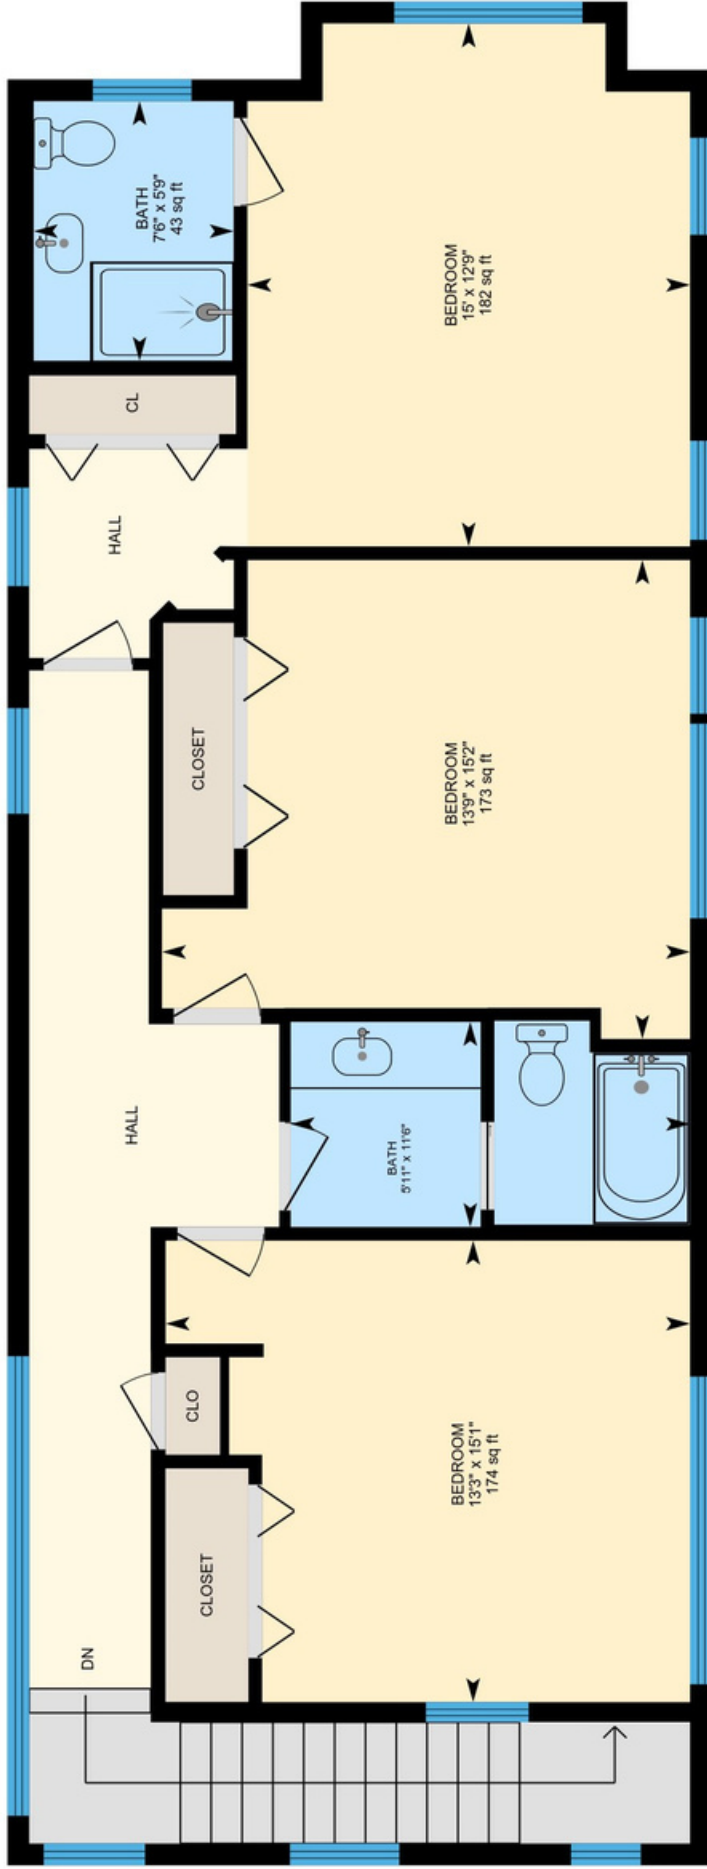 BATH
7'6" x 5'9"
43 sq ft
BEDROOM
15' x 12'9"
182 sq ft
CL
HALL
CLOSET
BEDROOM
13'9" x 15'2"
173 sq ft
HALL
BATH
5'11" x 11'6"
CLO
BEDROOM
13'3" x 15'1"
174 sq ft
CLOSET
DN